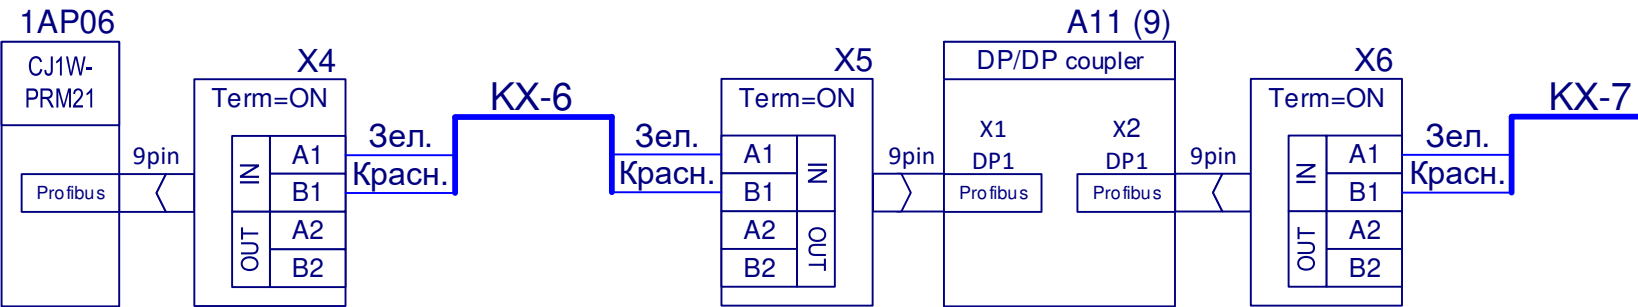 1AP06
CJ1W-
PRM21
Profibus
9pin
X4
Term=ON
IN
A1
B1
OUT
A2
B2
Зел.
Красн.
KX-6
Зел.
Красн.
X5
Term=ON
A1
B1
IN
A2
B2
OUT
9pin
A11 (9)
DP/DP coupler
X1
DP1
Profibus
X2
DP1
Profibus
9pin
X6
Term=ON
IN
A1
B1
OUT
A2
B2
Зел.
Красн.
KX-7